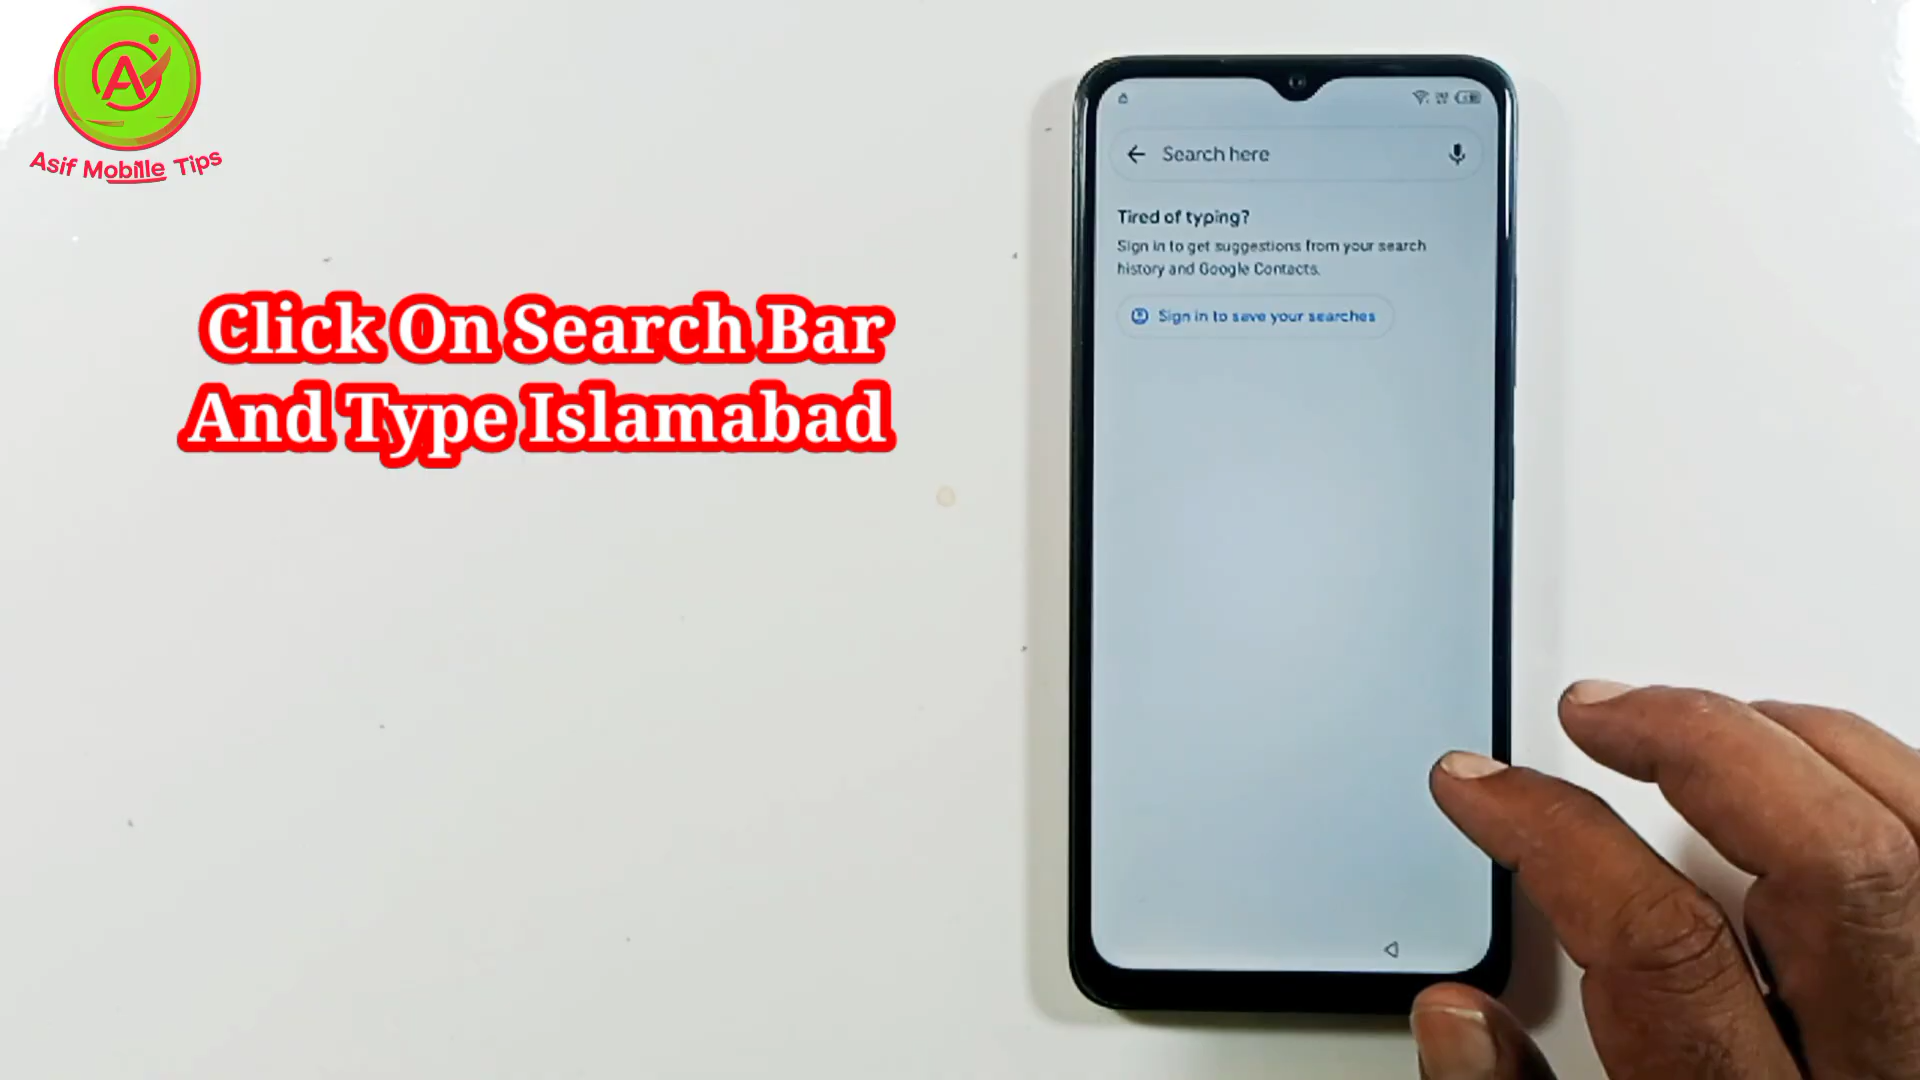 A
Asif Mobille Tips
Click On Search Bar
And Type Islamabad
Search here
Tired of typing?
Sign in to get suggestions from your search
history and Google Contacts.
Sign in to save your searches